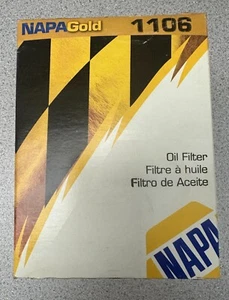 NAPAGold 1106
Oil Filter
Filtre à huile
Filtro de Aceite
NAPA